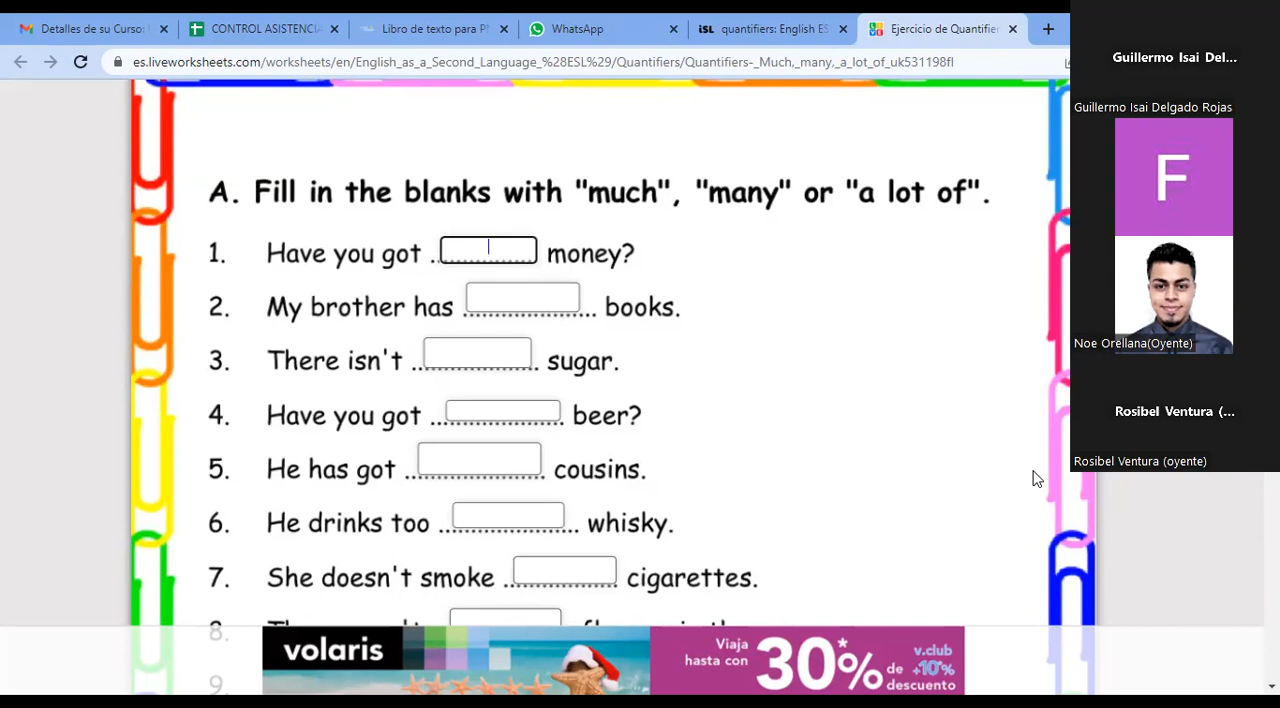 Detalles de su Curso:
CONTROL ASISTENCIA
Libro de texto para PN
WhatsApp
iSL quantifiers: English ES
Ejercicio de Quantifier
es.liveworksheets.com/worksheets/en/English_as_a_Second_Language_%28ESL%29/Quantifiers/Quantifiers-_Much,_many,_a_lot_of_uk531198fl
Guillermo Isai Del...
Guillermo Isai Delgado Rojas
F
Noe Orellana(Oyente)
Rosibel Ventura (...
Rosibel Ventura (oyente)
A. Fill in the blanks with "much", "many" or "a lot of".
1. Have you got .. money?
2. My brother has .................... books.
3. There isn't .................... sugar.
4. Have you got .................... beer?
5. He has got .................... cousins.
6. He drinks too .................... whisky.
7. She doesn't smoke .................... cigarettes.
8.
9.
volaris
Viaja
hasta con
30*%
de
descuento
v.club
+10*%